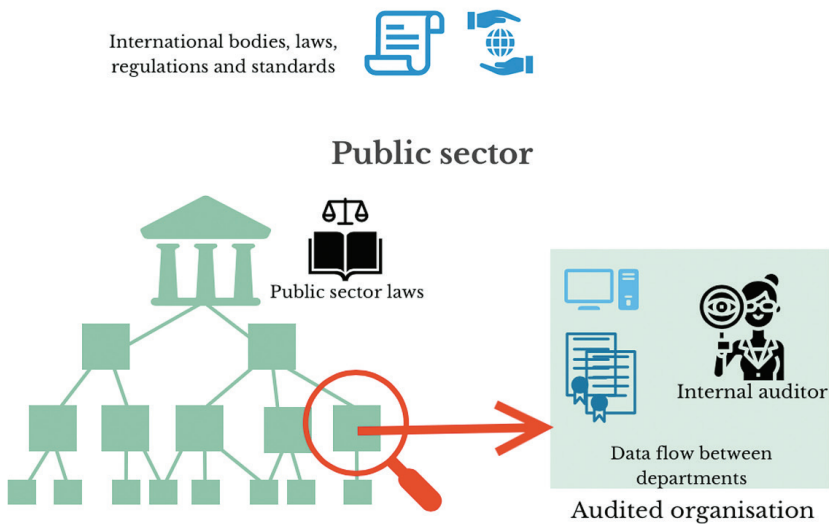 International bodies, laws,
regulations and standards
Public sector
Public sector laws
Internal auditor
Data flow between
departments
Audited organisation